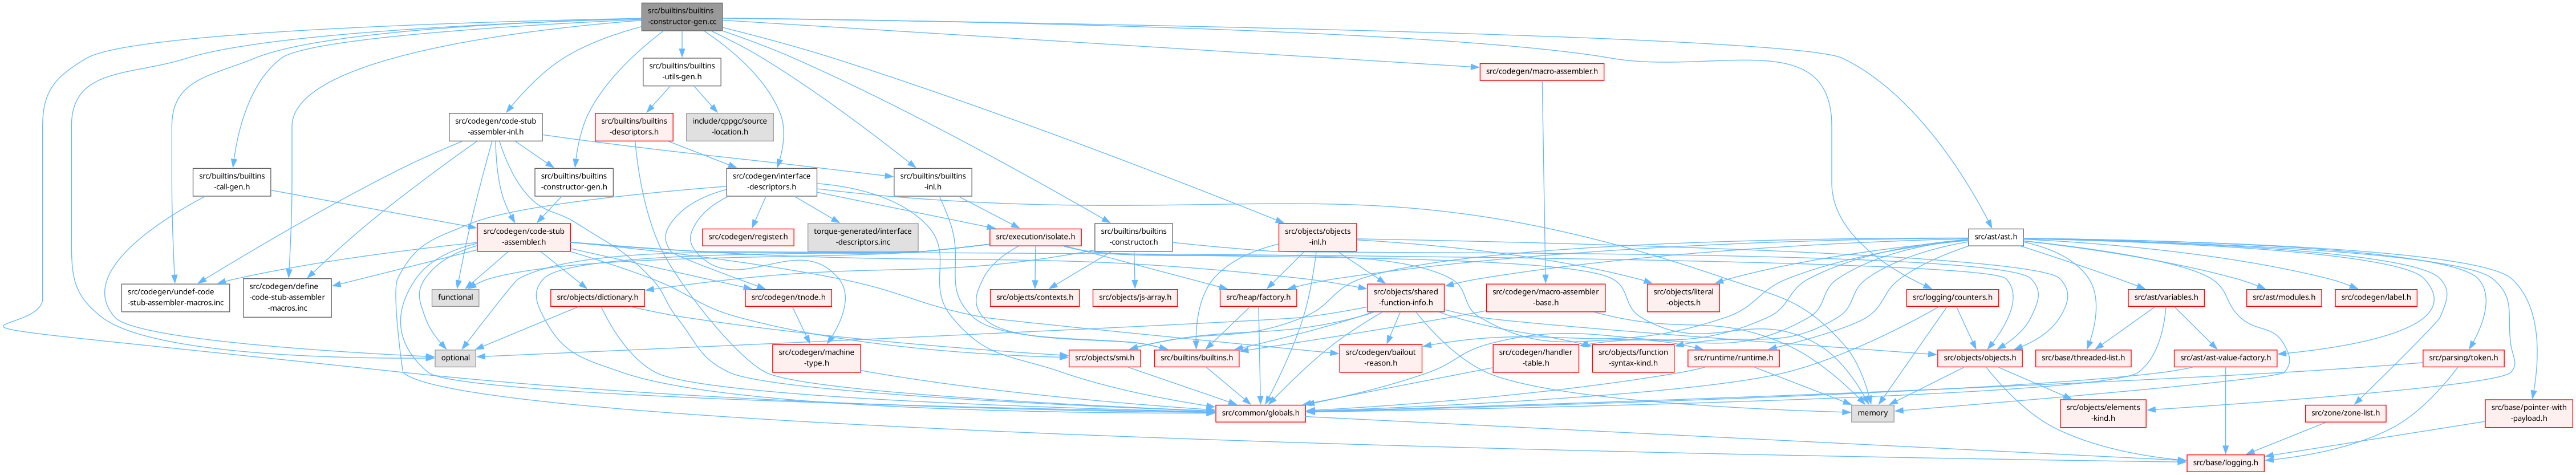 src/builtins/builtins
-constructor-gen.cc
src/builtins/builtins
-utils-gen.h
src/codegen/macro-assembler.h
src/codegen/code-stub
-assembler-inl.h
src/builtins/builtins
-descriptors.h
include/cppgc/source
-location.h
src/builtins/builtins
-call-gen.h
src/builtins/builtins
-constructor-gen.h
src/codegen/interface
-descriptors.h
src/builtins/builtins
-inl.h
src/codegen/code-stub
-assembler.h
src/codegen/register.h
torque-generated/interface
-descriptors.inc
src/execution/isolate.h
src/builtins/builtins
-constructor.h
src/objects/objects
-inl.h
src/ast/ast.h
src/codegen/undef-code
-stub-assembler-macros.inc
src/codegen/define
-code-stub-assembler
-macros.inc
functional
src/objects/dictionary.h
src/codegen/tnode.h
src/objects/contexts.h
src/objects/js-array.h
src/heap/factory.h
src/objects/shared
-function-info.h
src/codegen/macro-assembler
-base.h
src/objects/literal
-objects.h
src/logging/counters.h
src/ast/variables.h
src/ast/modules.h
src/codegen/label.h
optional
src/codegen/machine
-type.h
src/objects/smi.h
src/builtins/builtins.h
src/codegen/bailout
-reason.h
src/codegen/handler
-table.h
src/objects/function
-syntax-kind.h
src/runtime/runtime.h
src/objects/objects.h
src/base/threaded-list.h
src/ast/ast-value-factory.h
src/parsing/token.h
src/common/globals.h
memory
src/objects/elements
-kind.h
src/zone/zone-list.h
src/base/pointer-with
-payload.h
src/base/logging.h